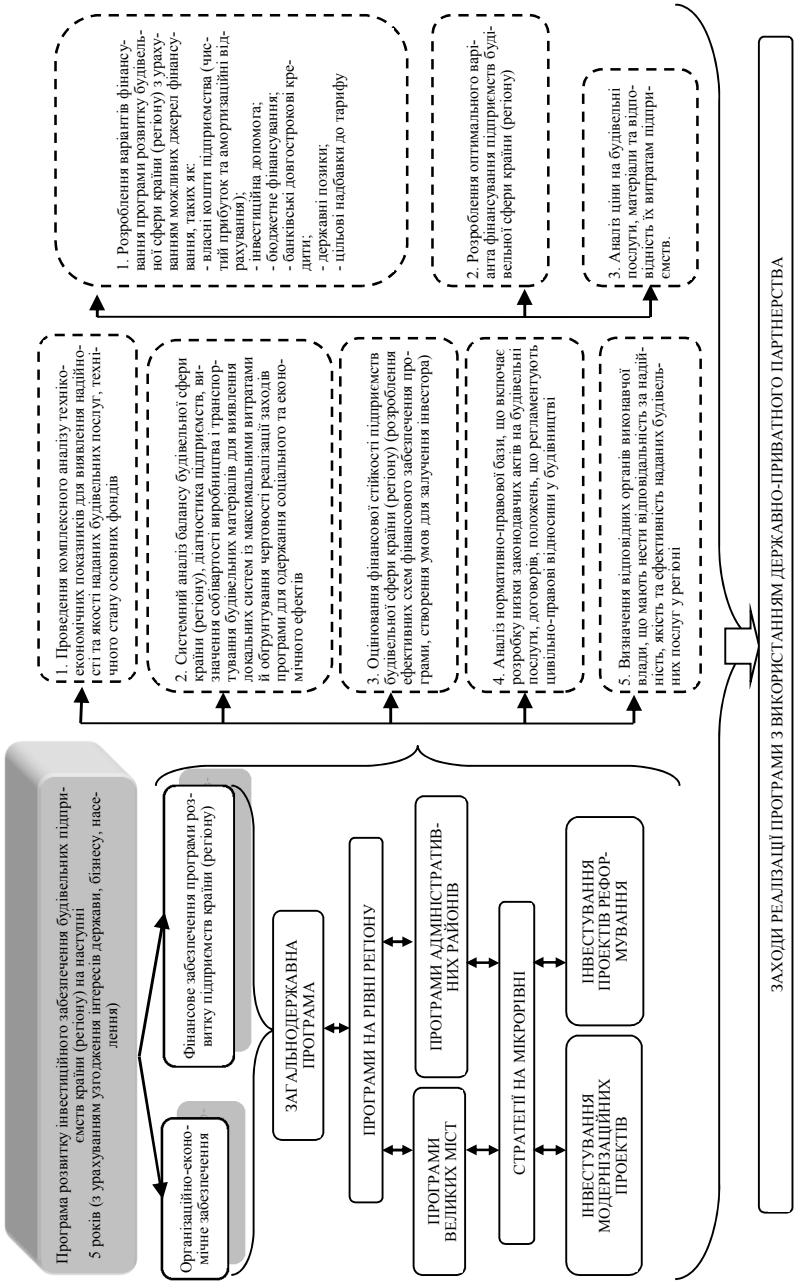 Програма розвитку інвестиційного забезпечення будівельних підпри-
ємств країни (регіону) на наступні
5 років (з урахуванням узгодження інтересів держави, бізнесу, насе-
лення)
Організаційно-еконо-
мічне забезпечення
Фінансове забезпечення програми роз-
витку підприємств країни (регіону)
ЗАГАЛЬНОДЕРЖАВНА
ПРОГРАМА
ПРОГРАМИ НА РІВНІ РЕГІОНУ
ПРОГРАМИ
ВЕЛИКИХ МІСТ
ПРОГРАМИ АДМІНІСТРАТИВ-
НИХ РАЙОНІВ
СТРАТЕГІЇ НА МІКРОРІВНІ
ІНВЕСТУВАННЯ
МОДЕРНІЗАЦІЙНИХ
ПРОЕКТІВ
ІНВЕСТУВАННЯ
ПРОЕКТІВ РЕФОР-
МУВАННЯ
1. Проведення комплексного аналізу техніко-
економічних показників для виявлення надійно-
сті та якості наданих будівельних послуг, техні-
чного стану основних фондів
2. Системний аналіз балансу будівельної сфери
країни (регіону), діагностика підприємств, ви-
значення собівартості виробництва і транспор-
тування будівельних матеріалів для виявлення
локальних систем із максимальними витратами
й обґрунтування черговості реалізації заходів
програми для одержання соціального та еконо-
мічного ефектів
3. Оцінювання фінансової стійкості підприємств
будівельної сфери країни (регіону) (розроблення
ефективних схем фінансового забезпечення про-
грами, створення умов для залучення інвестора)
4. Аналіз нормативно-правової бази, що включає
розробку низки законодавчих актів на будівельні
послуги, договорів, положень, що регламентують
цивільно-правові відносини у будівництві
5. Визначення відповідних органів виконавчої
влади, що мають нести відповідальність за надій-
ність, якість та ефективність наданих будівель-
них послуг у регіоні
1. Розроблення варіантів фінансу-
вання програми розвитку будівель-
ної сфери країни (регіону) з ураху-
ванням можливих джерел фінансу-
вання, таких як:
- власні кошти підприємства (чис-
тий прибуток та амортизаційні від-
рахування);
- інвестиційна допомога;
- бюджетне фінансування;
- банківські довгострокові кре-
дити;
- державні позики;
- цільові надбавки до тарифу
2. Розроблення оптимального варі-
анта фінансування підприємств буді-
вельної сфери країни (регіону)
3. Аналіз ціни на будівельні
послуги, матеріали та відпо-
відність їх витратам підпри-
ємств.
ЗАХОДИ РЕАЛІЗАЦІЇ ПРОГРАМИ З ВИКОРИСТАННЯМ ДЕРЖАВНО-ПРИВАТНОГО ПАРТНЕРСТВА